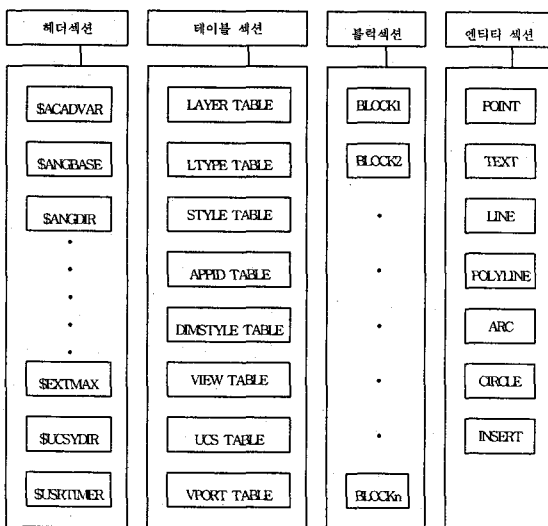 헤더섹션
$ACADVAR
$ANGBASE
$ANGDIR
$EXTMAX
$UCSYDIR
$USRTIMER
테이블 섹션
LAYER TABLE
LTYPE TABLE
STYLE TABLE
APPID TABLE
DIMSTYLE TABLE
VIEW TABLE
UCS TABLE
VPORT TABLE
블럭섹션
BLOCK1
BLOCK2
BLOCKn
엔티티 섹션
POINT
TEXT
LINE
POLYLINE
ARC
CIRCLE
INSERT